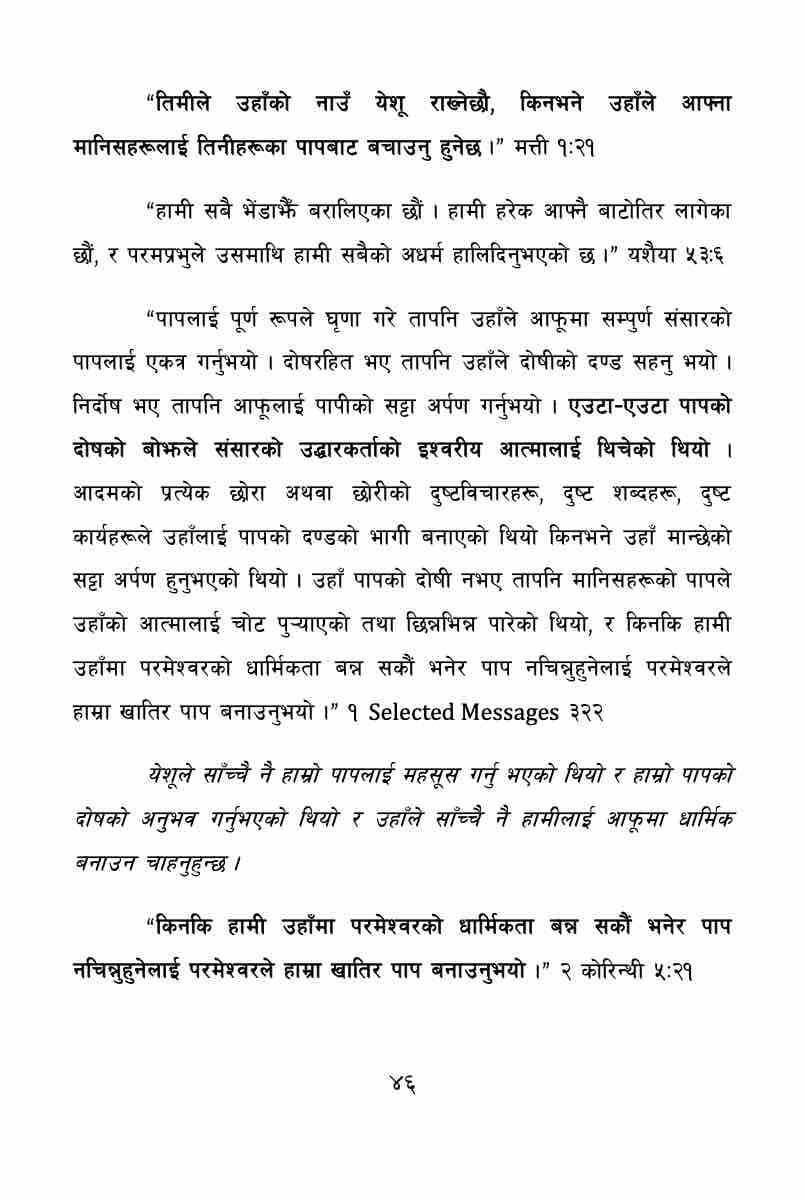 “तिमीले उहाँको नाउँ येशू राख्नेछौ, किनभने उहाँले आफ्ना
मानिसहरूलाई तिनीहरूका पापबाट बचाउनु हुनेछ ।” मत्ती १:२१
“हामी सबै भेंडाझैँ बरालिएका छौं । हामी हरेक आफ्नै बाटोतिर लागेका
छौं, र परमप्रभुले उसमाथि हामी सबैको अधर्म हालिदिनुभएको छ ।” यशैया ५३:६
“पापलाई पूर्ण रूपले घृणा गरे तापनि उहाँले आफूमा सम्पुर्ण संसारको
पापलाई एकत्र गर्नुभयो । दोषरहित भए तापनि उहाँले दोषीको दण्ड सहनु भयो ।
निर्दोष भए तापनि आफूलाई पापीको सट्टा अर्पण गर्नुभयो । एउटा-एउटा पापको
दोषको बोझले संसारको उद्धारकर्ताको इश्वरीय आत्मालाई थिचेको थियो ।
आदमको प्रत्येक छोरा अथवा छोरीको दुष्टविचारहरू, दुष्ट शब्दहरू, दुष्ट
कार्यहरूले उहाँलाई पापको दण्डको भागी बनाएको थियो किनभने उहाँ मान्छेको
सट्टा अर्पण हुनुभएको थियो । उहाँ पापको दोषी नभए तापनि मानिसहरूको पापले
उहाँको आत्मालाई चोट पुऱ्याएको तथा छिन्नभिन्न पारेको थियो, र किनकि हामी
उहाँमा परमेश्वरको धार्मिकता बन्न सकौं भनेर पाप नचिन्नुहुनेलाई परमेश्वरले
हाम्रा खातिर पाप बनाउनुभयो ।” १ Selected Messages ३२२
येशूले साँच्चै नै हाम्रो पापलाई महसूस गर्नु भएको थियो र हाम्रो पापको
दोषको अनुभव गर्नुभएको थियो र उहाँले साँच्चै नै हामीलाई आफूमा धार्मिक
बनाउन चाहनुहुन्छ ।
“किनकि हामी उहाँमा परमेश्वरको धार्मिकता बन्न सकौं भनेर पाप
नचिन्नुहुनेलाई परमेश्वरले हाम्रा खातिर पाप बनाउनुभयो ।” २ कोरिन्थी ५:२१
४६